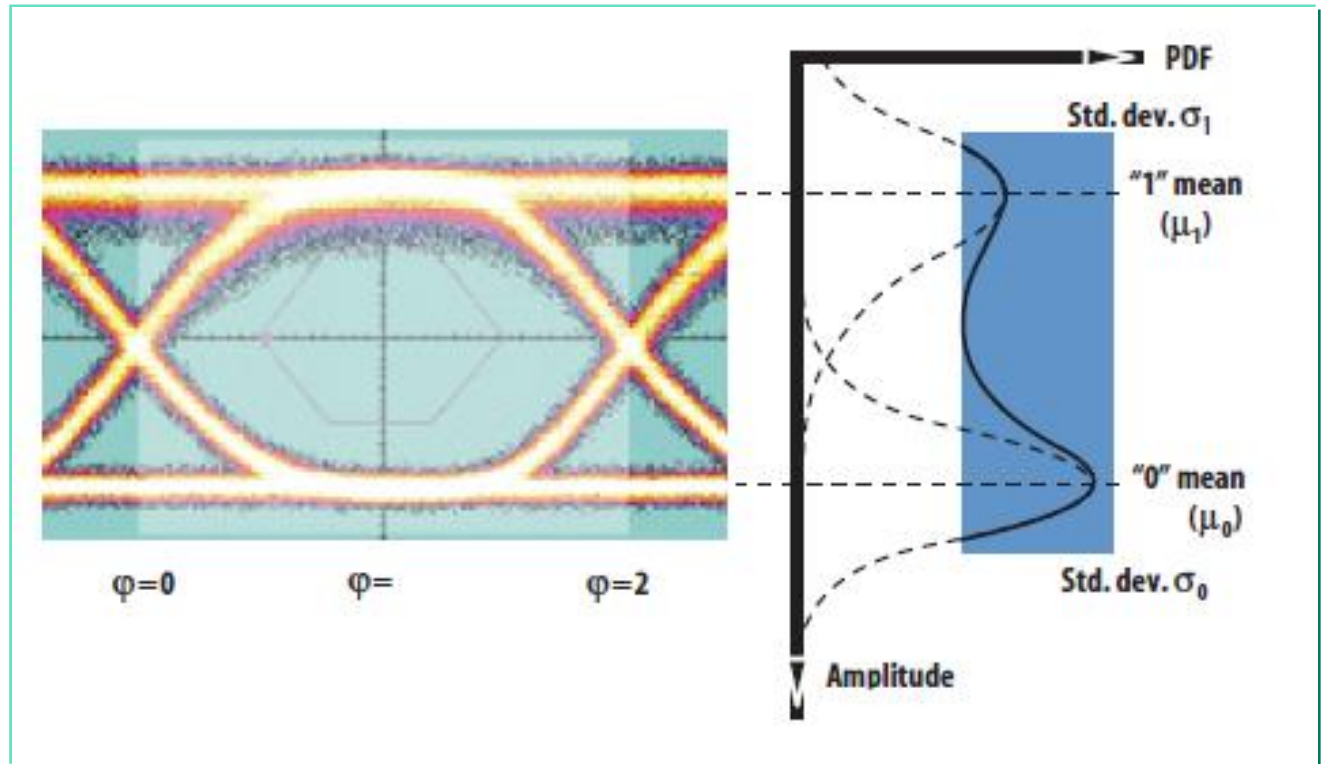 PDF
Std. dev. σ₁
"1" mean
(μ₁)
"0" mean
(μ₀)
φ=0
φ=
φ=2
Std. dev. σ₀
Amplitude